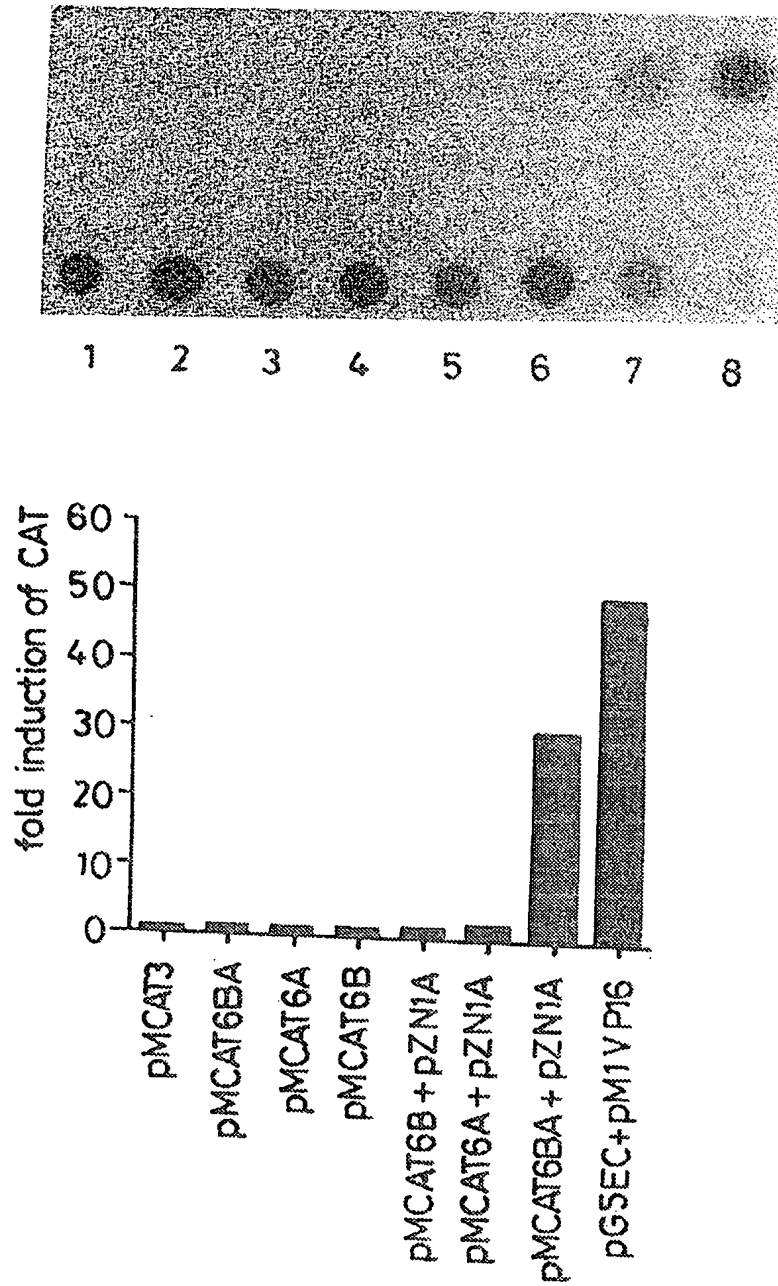 1 2 3 4 5 6 7 8
fold induction of CAT
60
50
40
30
20
10
0
pMCAT3
pMCAT6BA
pMCAT6A
pMCAT6B
pMCAT6B+pZN1A
pMCAT6A+pZN1A
pMCAT6BA+pZN1A
pG5EC+pM1VP16